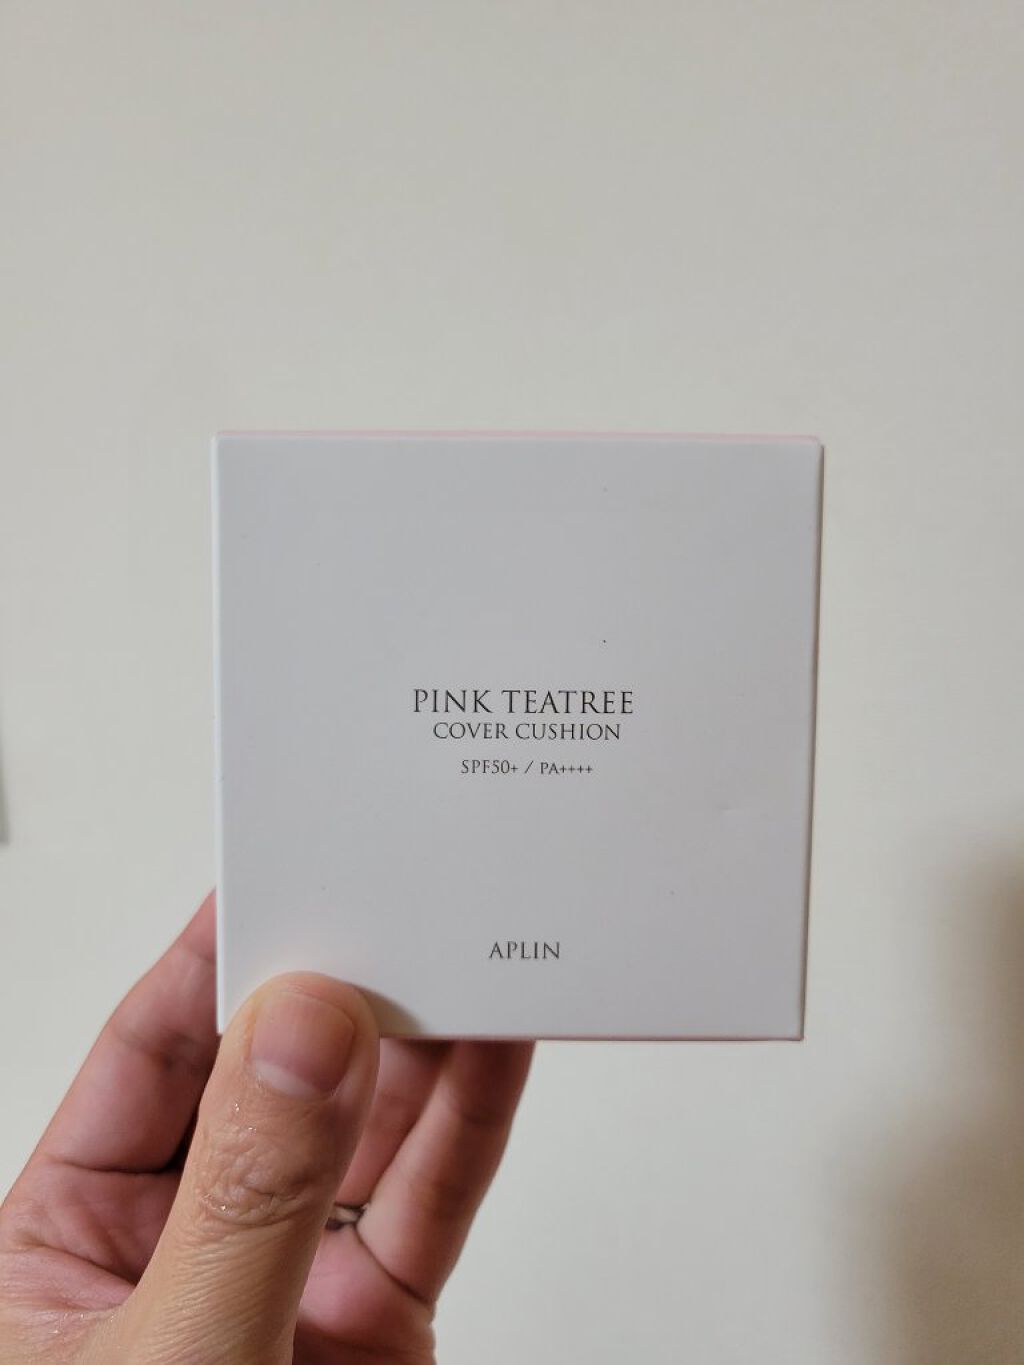 PINK TEATREE
COVER CUSHION
SPF50+ / PA++++
APLIN